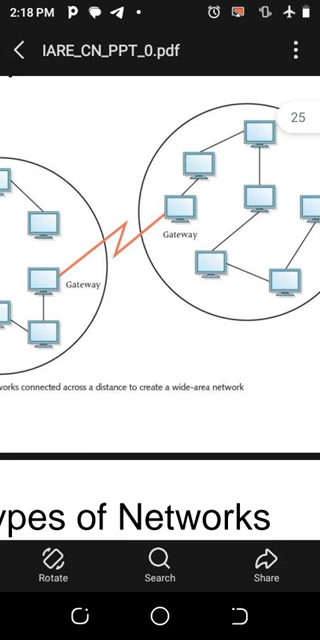 2:18 PM
IARE_CN_PPT_0.pdf
25
Gateway
Gateway
works connected across a distance to create a wide-area network
ypes of Networks
Rotate
Search
Share